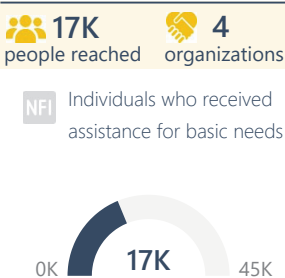 17K 4
people reached organizations
NFI Individuals who received
assistance for basic needs
17K
0K 45K